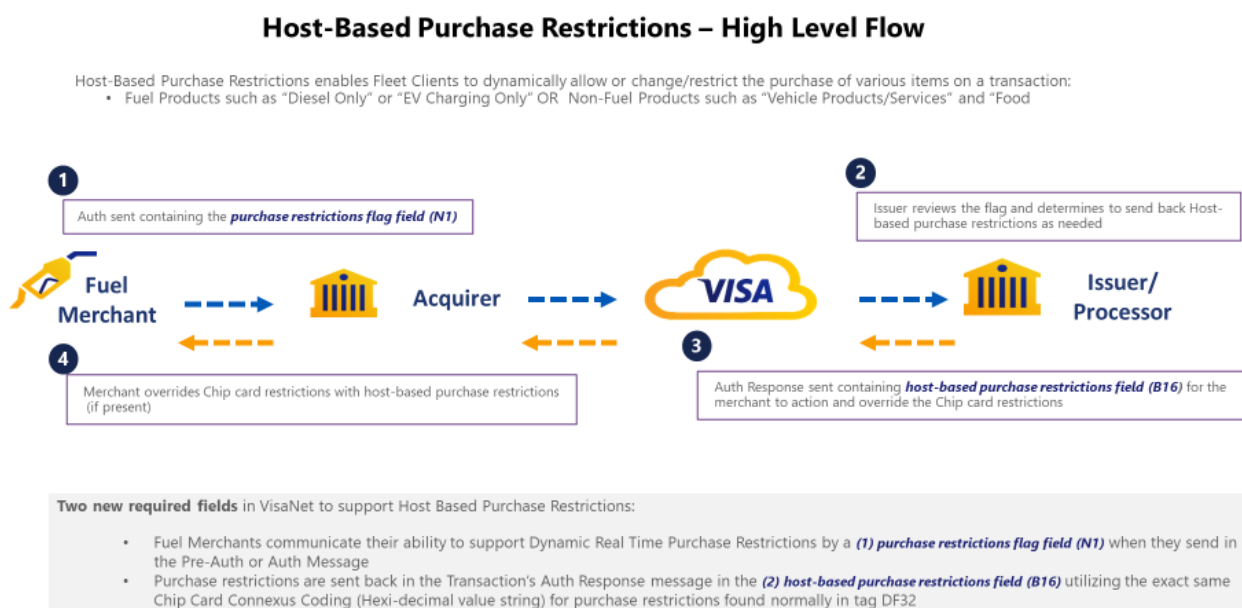 Host-Based Purchase Restrictions – High Level Flow
Host-Based Purchase Restrictions enables Fleet Clients to dynamically allow or change/restrict the purchase of various items on a transaction:
• Fuel Products such as “Diesel Only” or “EV Charging Only” OR Non-Fuel Products such as “Vehicle Products/Services” and “Food
1
Auth sent containing the purchase restrictions flag field (N1)
2
Issuer reviews the flag and determines to send back Host-
based purchase restrictions as needed
Fuel
Merchant
Acquirer
VISA
Issuer/
Processor
3
Auth Response sent containing host-based purchase restrictions field (B16) for the
merchant to action and override the Chip card restrictions
4
Merchant overrides Chip card restrictions with host-based purchase restrictions
(if present)
Two new required fields in VisaNet to support Host Based Purchase Restrictions:
• Fuel Merchants communicate their ability to support Dynamic Real Time Purchase Restrictions by a (1) purchase restrictions flag field (N1) when they send in
the Pre-Auth or Auth Message
• Purchase restrictions are sent back in the Transaction’s Auth Response message in the (2) host-based purchase restrictions field (B16) utilizing the exact same
Chip Card Connexus Coding (Hexi-decimal value string) for purchase restrictions found normally in tag DF32